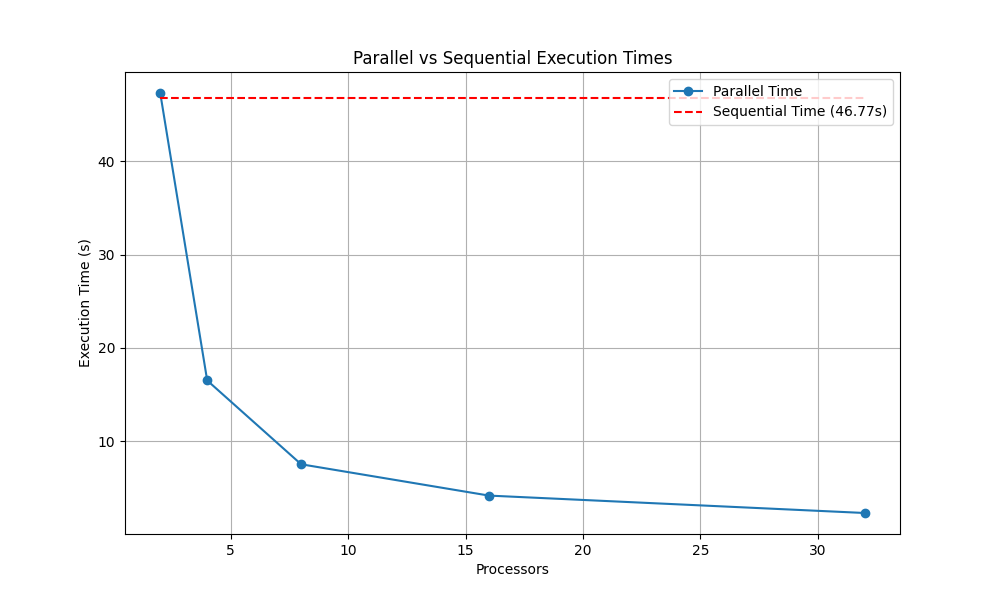 Parallel vs Sequential Execution Times
Parallel Time
Sequential Time (46.77s)
Execution Time (s)
40
30
20
10
5 10 15 20 25 30
Processors